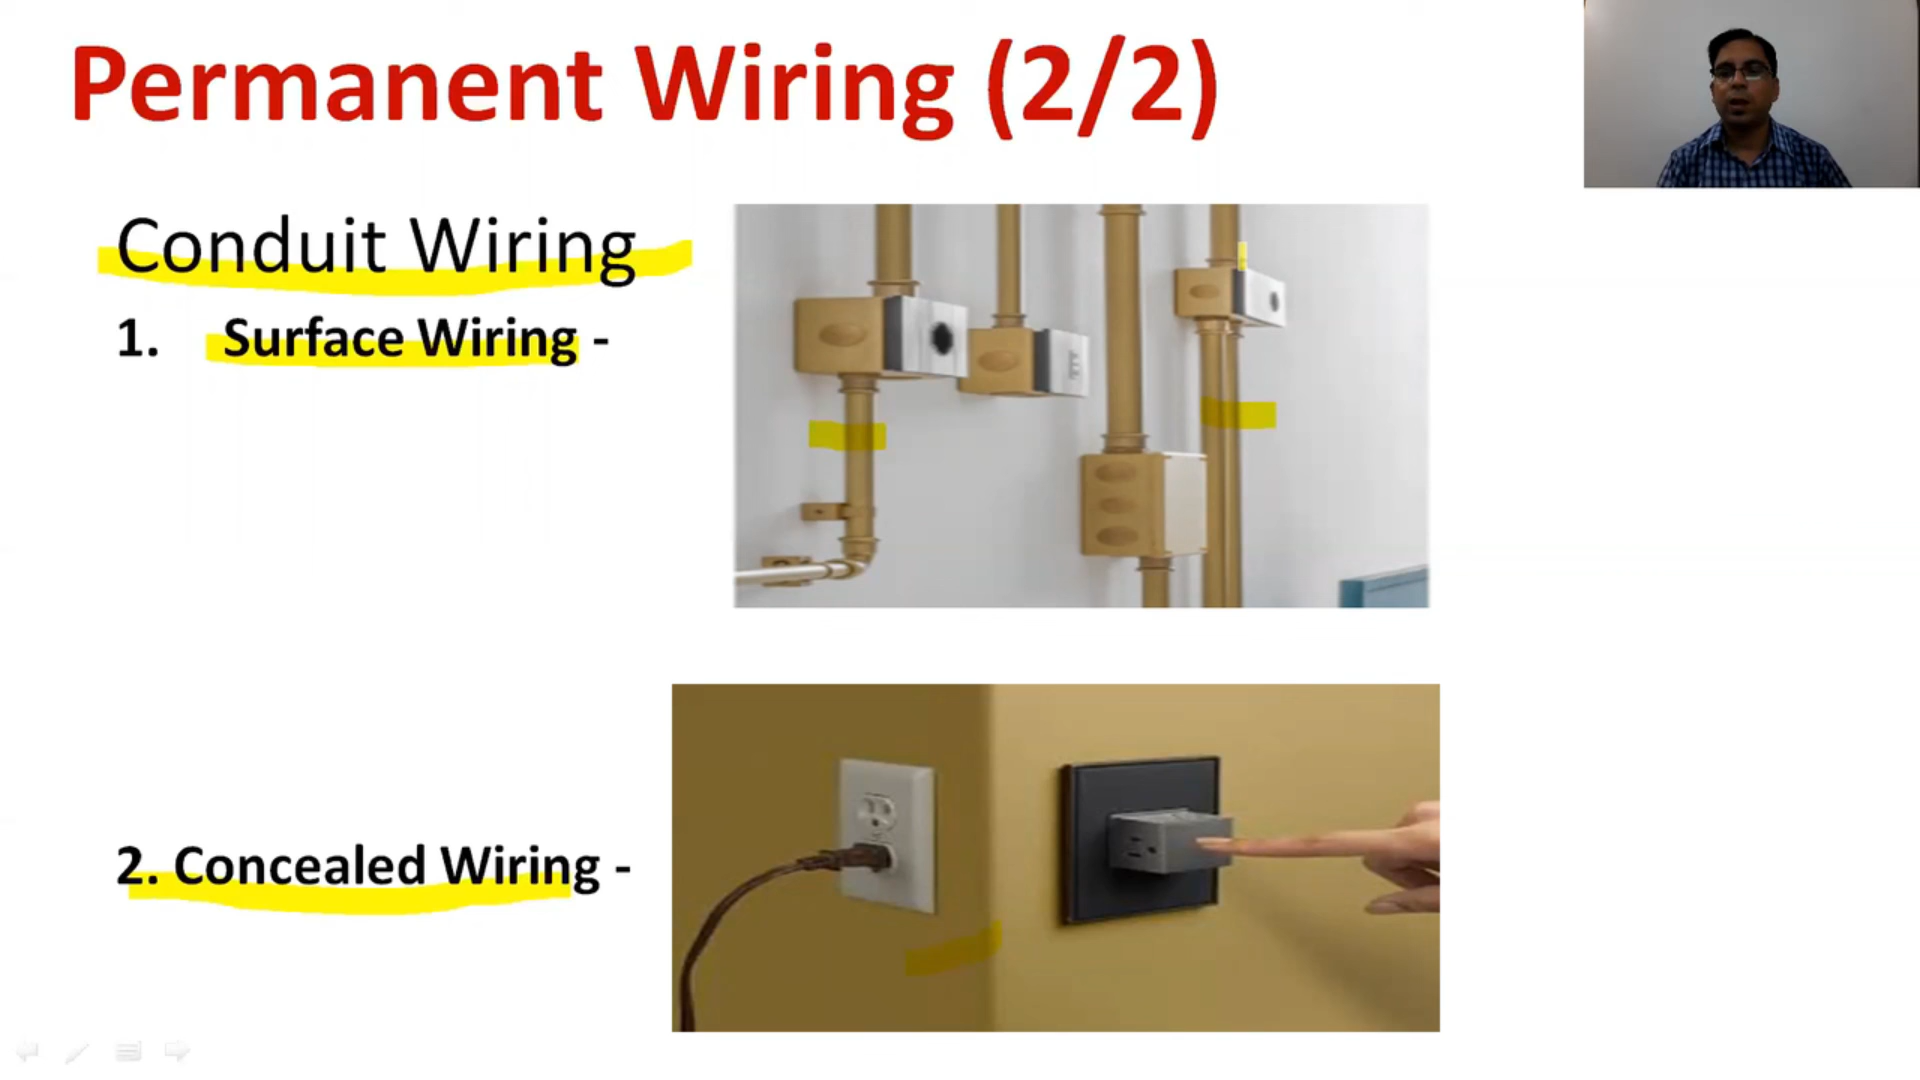 Permanent Wiring (2/2)
Conduit Wiring
1. Surface Wiring -
2. Concealed Wiring -